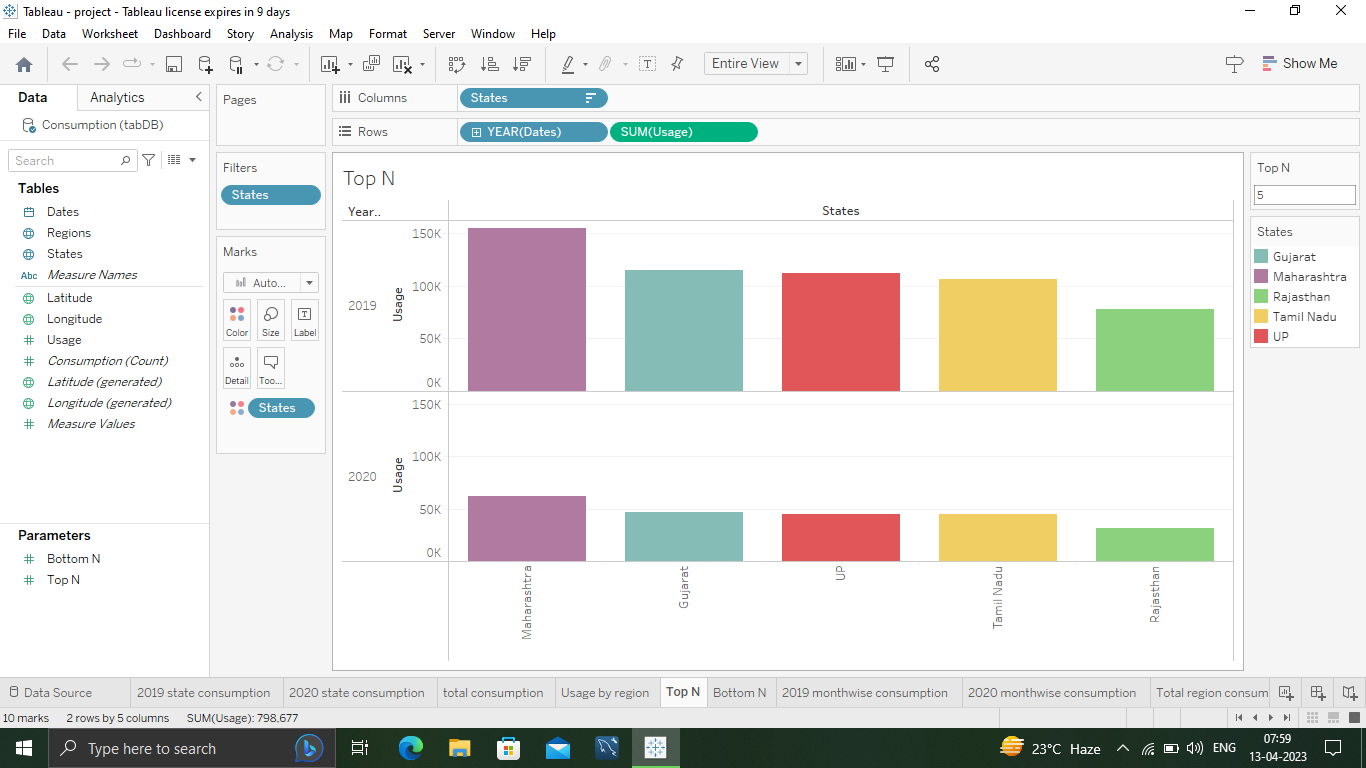 Tableau - project - Tableau license expires in 9 days
File Data Worksheet Dashboard Story Analysis Map Format Server Window Help
Entire View
Show Me
Data Analytics
Consumption (tabDB)
Search
Tables
Dates
Regions
States
Abc Measure Names
Latitude
Longitude
Usage
Consumption (Count)
Latitude (generated)
Longitude (generated)
Measure Values
Parameters
Bottom N
Top N
Pages
Filters
States
Marks
Auto...
Color Size Label
Detail Too...
States
Columns States
Rows YEAR(Dates) SUM(Usage)
Top N
Year.. States
2019 Usage
150K
100K
50K
0K
2020 Usage
150K
100K
50K
0K
Maharashtra
Gujarat
UP
Tamil Nadu
Rajasthan
Top N
5
States
Gujarat
Maharashtra
Rajasthan
Tamil Nadu
UP
Data Source 2019 state consumption 2020 state consumption total consumption Usage by region Top N Bottom N 2019 monthwise consumption 2020 monthwise consumption Total region consum
10 marks 2 rows by 5 columns SUM(Usage): 798,677
Type here to search
23°C Haze ENG
07:59
13-04-2023